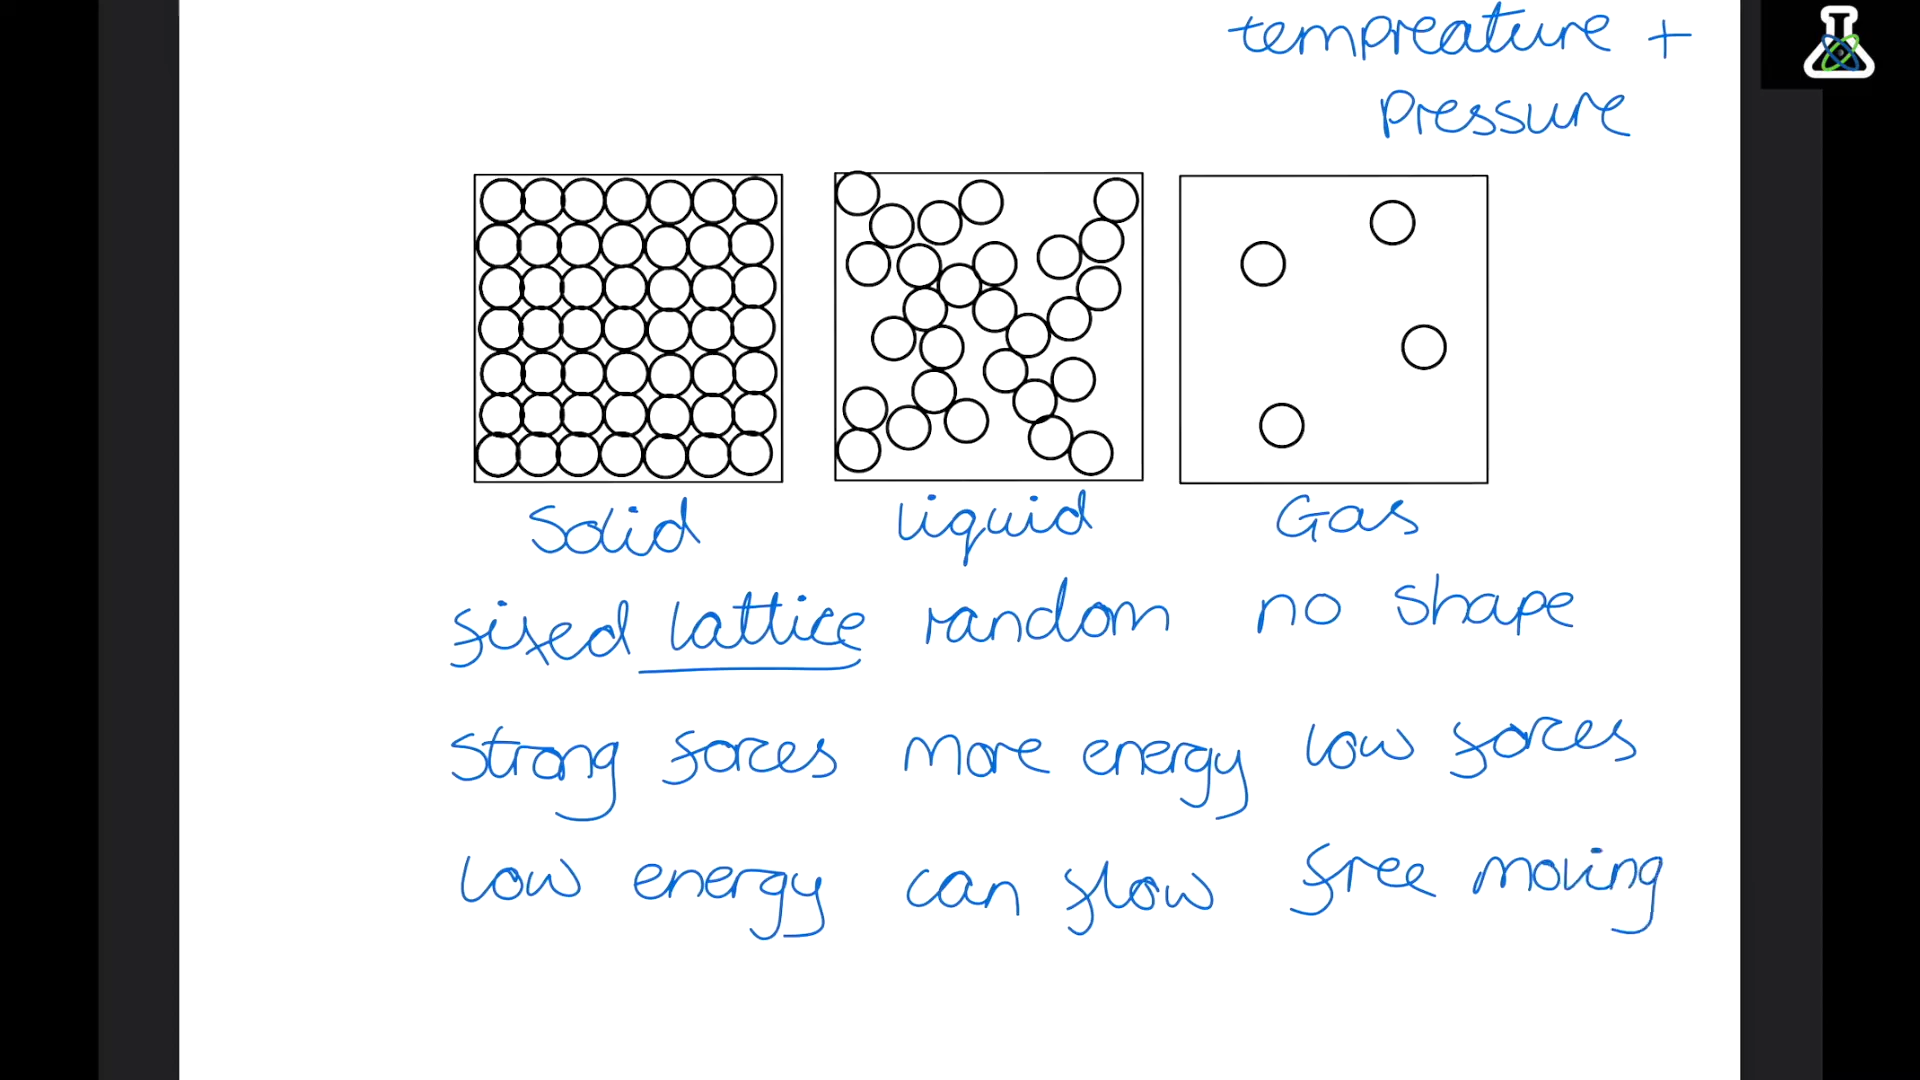 tempreature +
Pressure
Solid
liquid
Gas
fixed lattice
random
no shape
strong forces
more energy
low forces
low energy
can flow
free moving